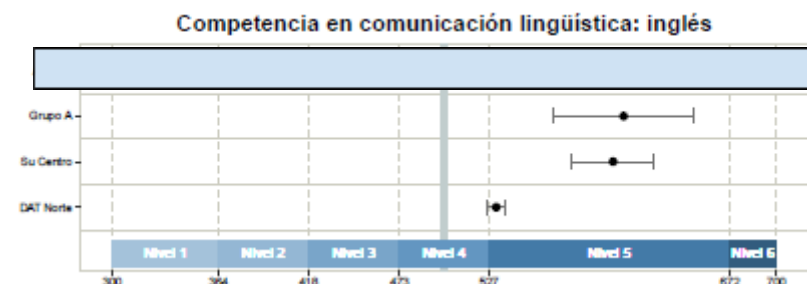 Competencia en comunicación lingüística: inglés
Grupo A
Su Centro
DAT Norte
Nivel 1 Nivel 2 Nivel 3 Nivel 4 Nivel 5 Nivel 6
300 364 418 473 527 672 700